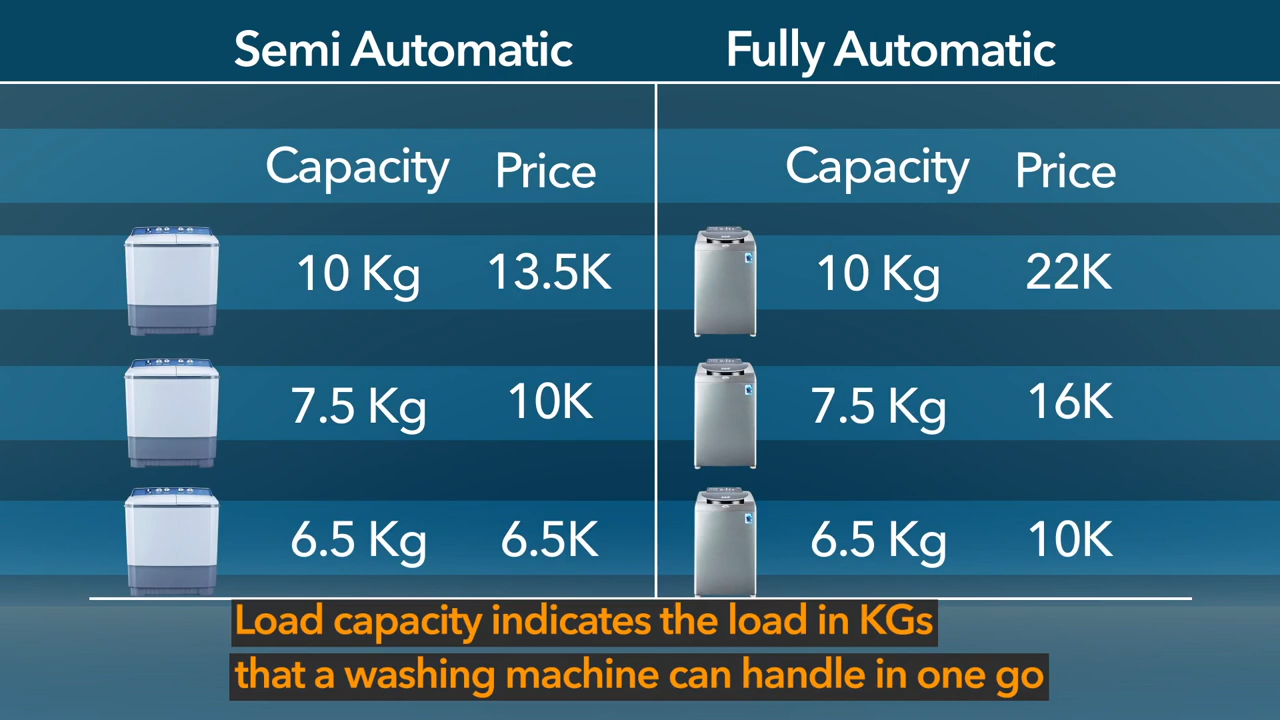 Semi Automatic Fully Automatic
Capacity Price Capacity Price
10 Kg 13.5K 10 Kg 22K
7.5 Kg 10K 7.5 Kg 16K
6.5 Kg 6.5K 6.5 Kg 10K
Load capacity indicates the load in KGs
that a washing machine can handle in one go